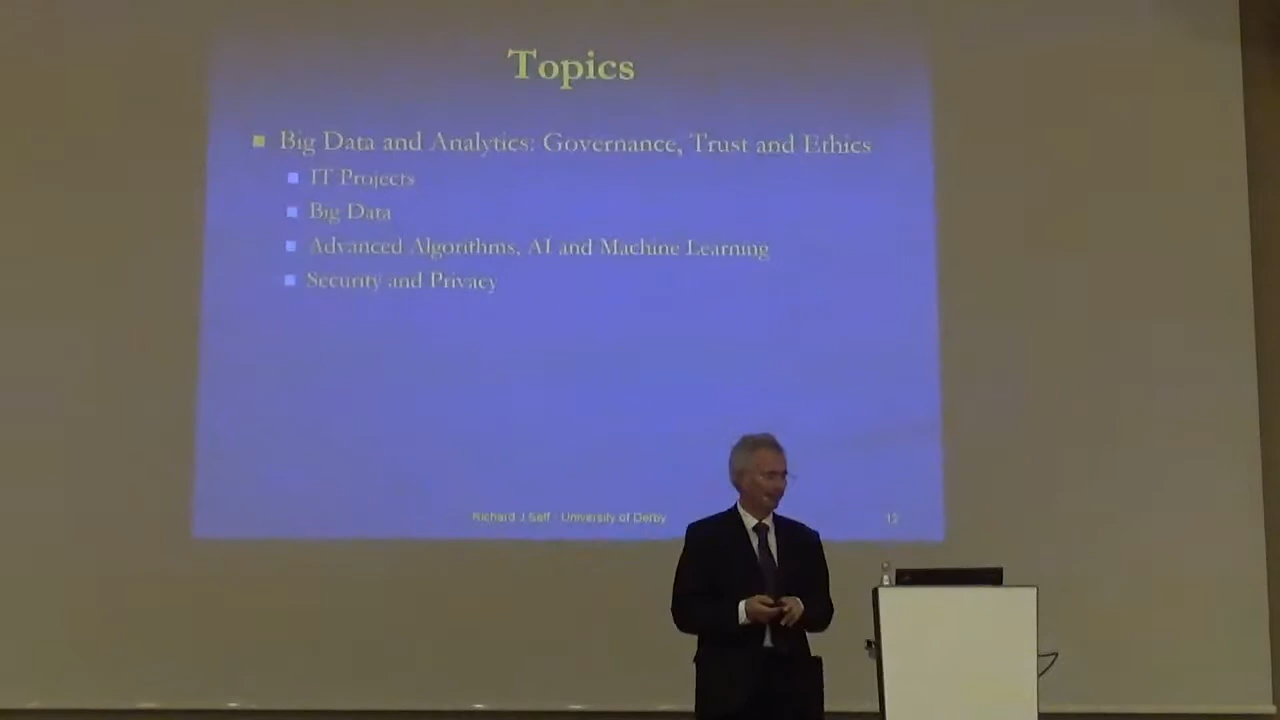 Topics
Big Data and Analytics: Governance, Trust and Ethics
IT Projects
Big Data
Advanced Algorithms, AI and Machine Learning
Security and Privacy
Richard J Self - University of Derby
12